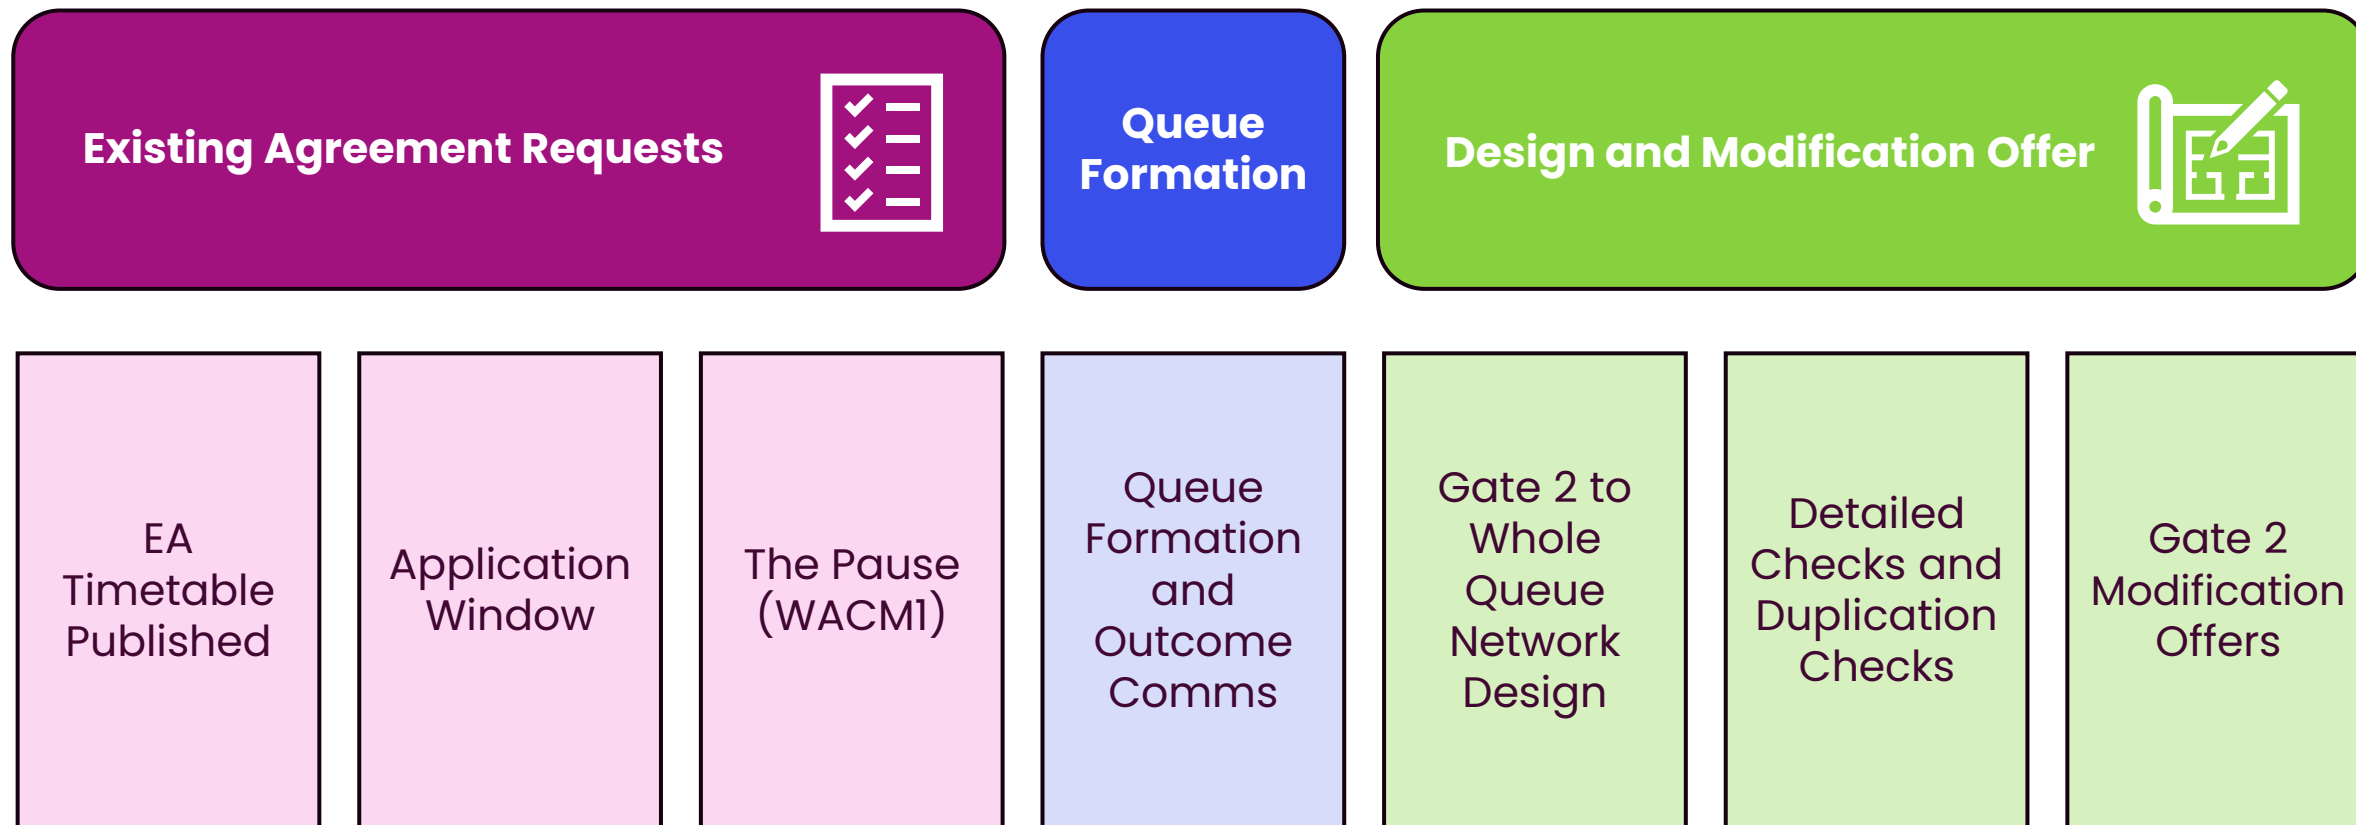 Existing Agreement Requests
Queue
Formation
Design and Modification Offer
EA
Timetable
Published
Application
Window
The Pause
(WACM1)
Queue
Formation
and
Outcome
Comms
Gate 2 to
Whole
Queue
Network
Design
Detailed
Checks and
Duplication
Checks
Gate 2
Modification
Offers